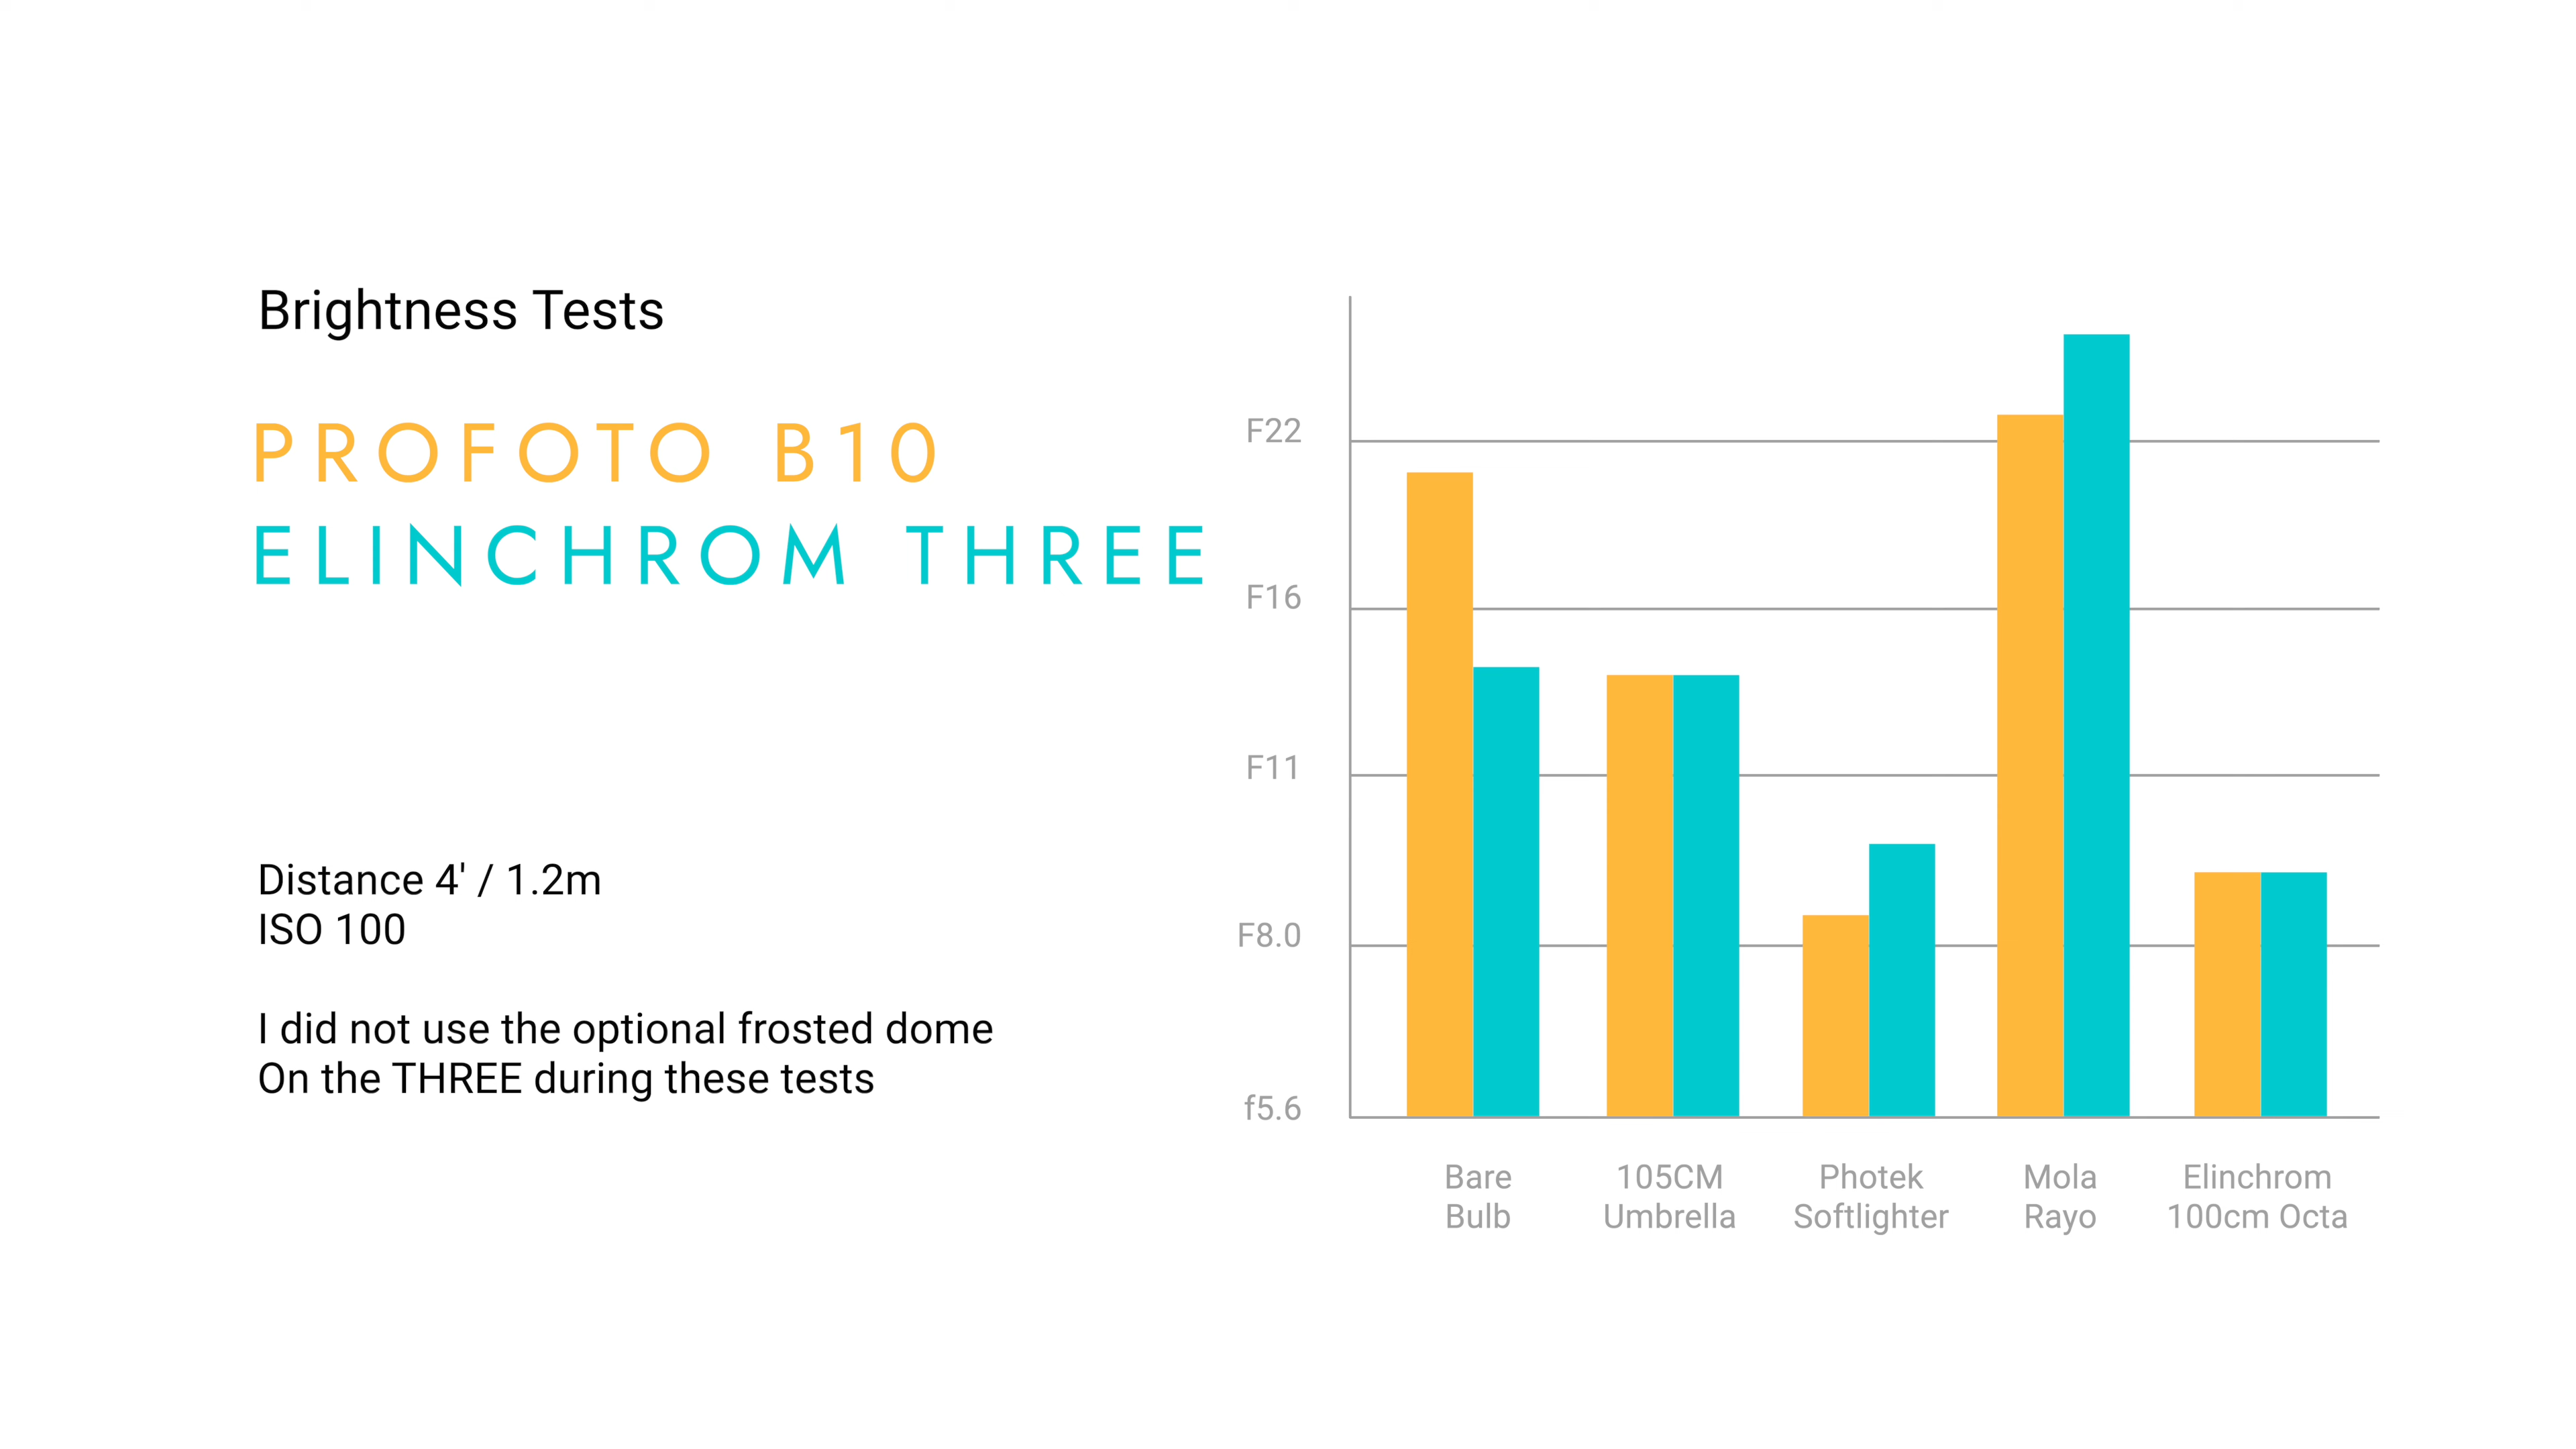 Brightness Tests
PROFOTO B10
ELINCHROM THREE
Distance 4' / 1.2m
ISO 100
I did not use the optional frosted dome
On the THREE during these tests
F22
F16
F11
F8.0
f5.6
Bare
Bulb
105CM
Umbrella
Photek
Softlighter
Mola
Rayo
Elinchrom
100cm Octa